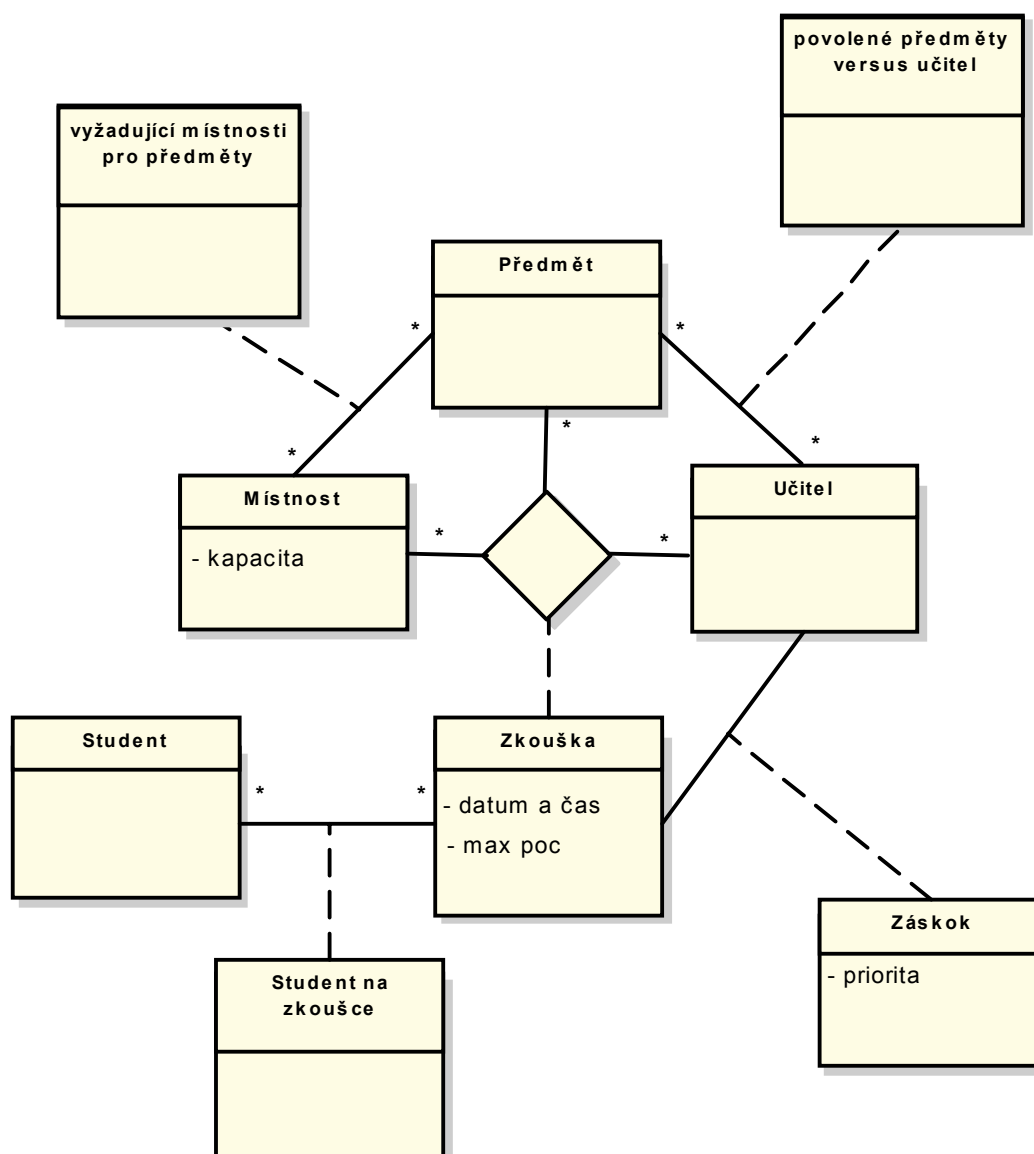 povolené předměty
versus učitel
vyžadující místnosti
pro předměty
Předmět
*
*
*
*
*
Místnost
- kapacita
Učitel
*
*
Student
Zkouška
- datum a čas
- max poc
*
*
Záskok
- priorita
Student na
zkoušce